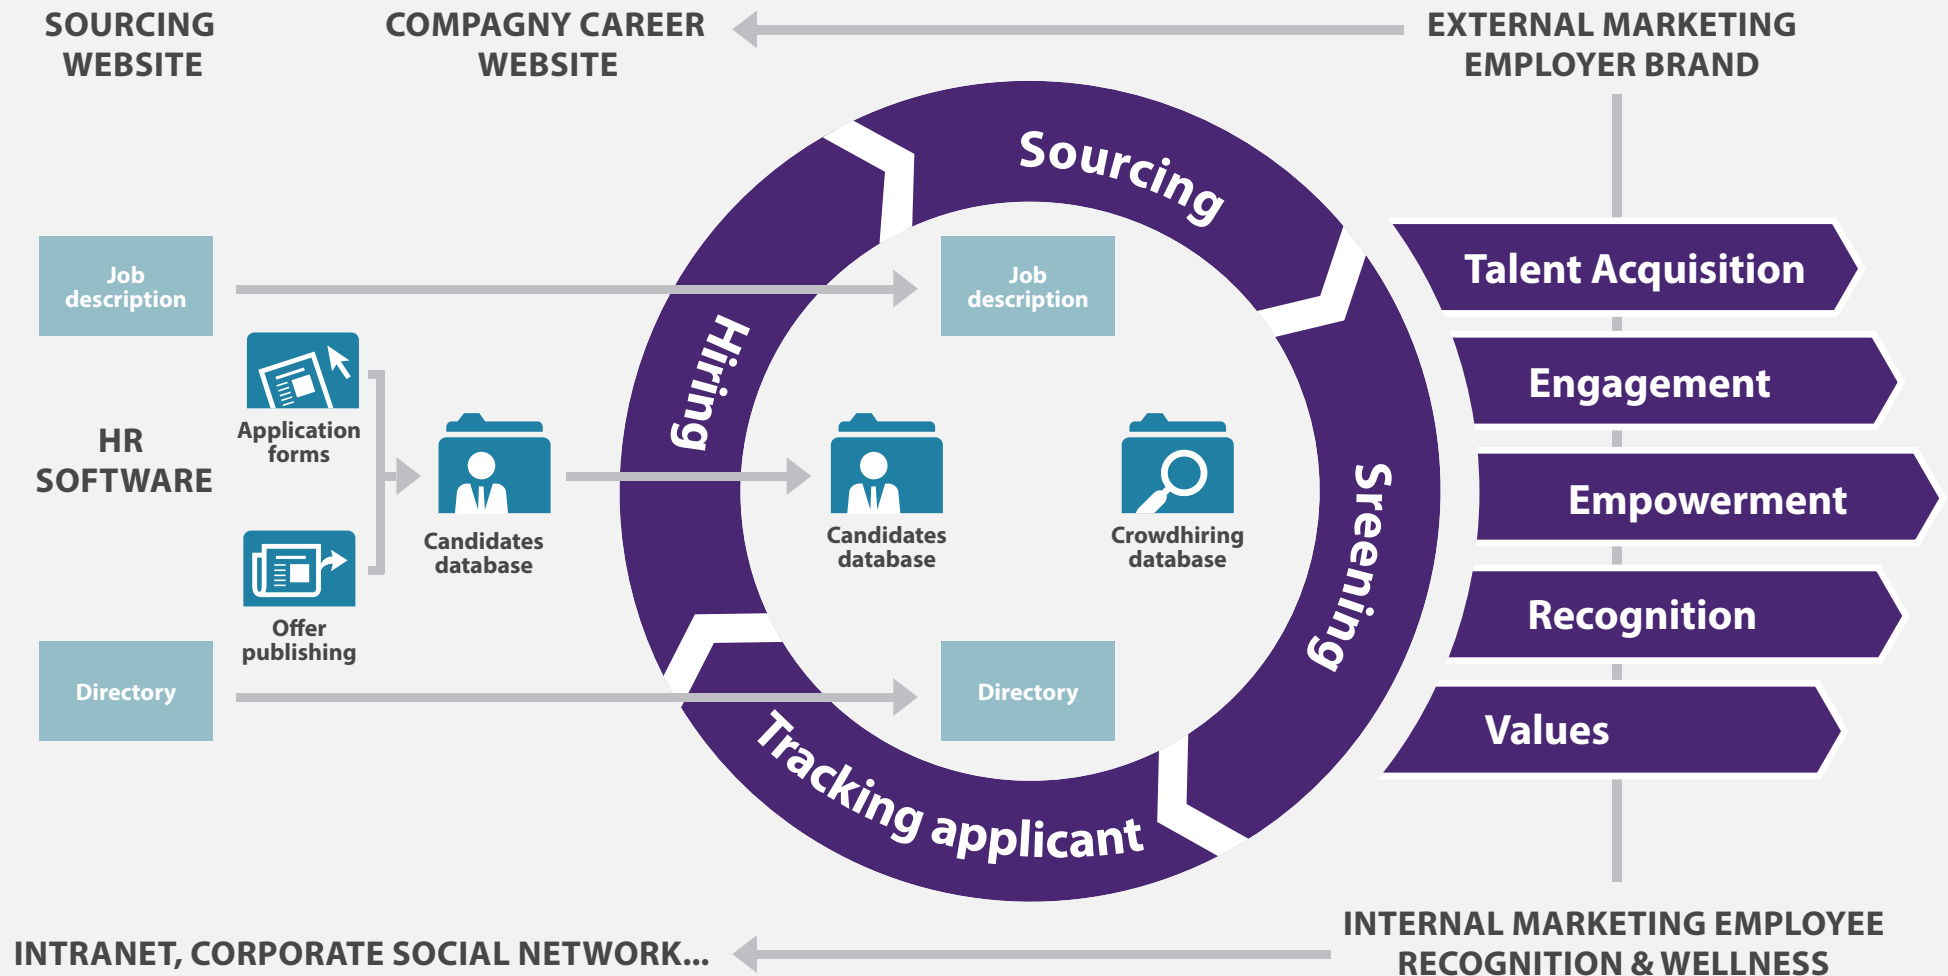 SOURCING
WEBSITE
COMPAGNY CAREER
WEBSITE
EXTERNAL MARKETING
EMPLOYER BRAND
Sourcing
Sreening
Tracking applicant
Hiring
Job
description
Job
description
Application
forms
HR
SOFTWARE
Offer
publishing
Candidates
database
Candidates
database
Crowdhiring
database
Directory
Directory
Talent Acquisition
Engagement
Empowerment
Recognition
Values
INTRANET, CORPORATE SOCIAL NETWORK...
INTERNAL MARKETING EMPLOYEE
RECOGNITION & WELLNESS